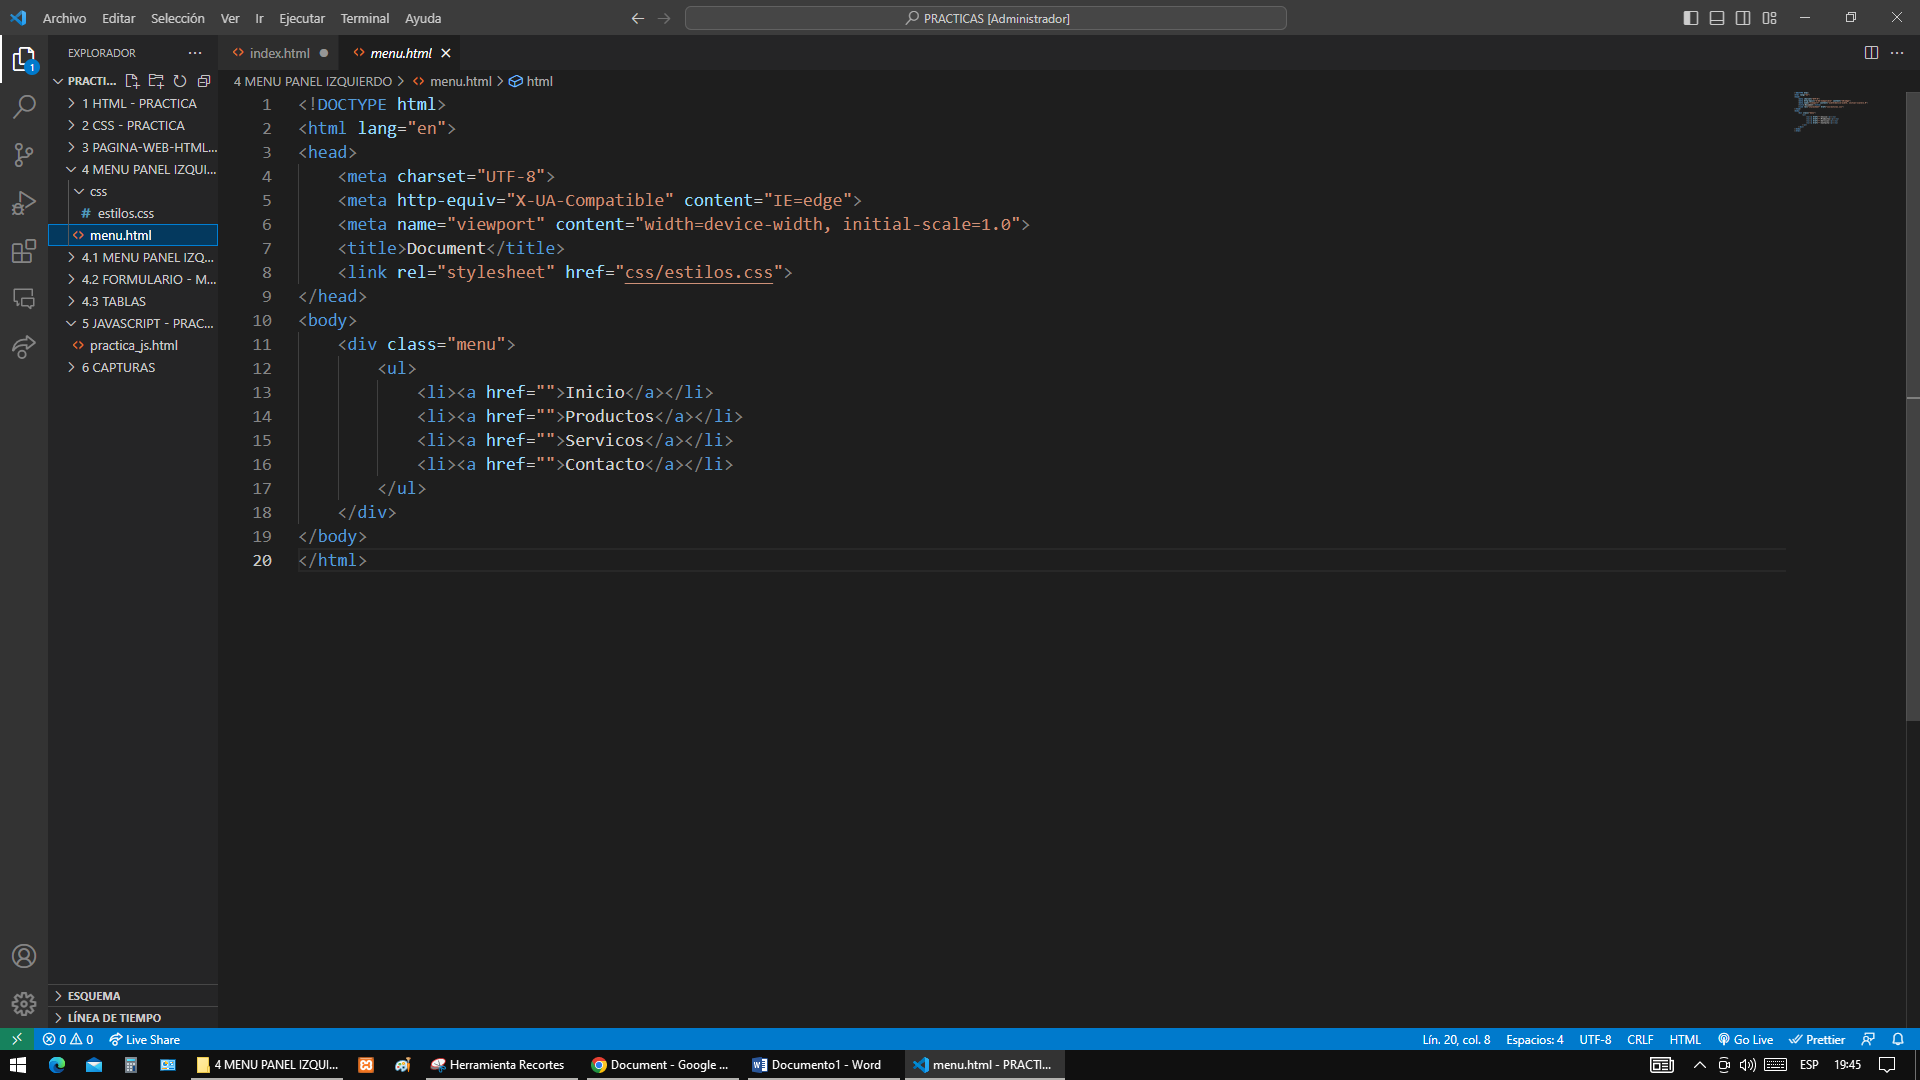 Archivo Editar Selección Ver Ir Ejecutar Terminal Ayuda
PRACTICAS [Administrador]
EXPLORADOR
index.html
menu.html
PRACTI...
4 MENU PANEL IZQUIERDO > menu.html > html
1 HTML - PRACTICA
2 CSS - PRACTICA
3 PAGINA-WEB-HTML...
4 MENU PANEL IZQUI...
css
estilos.css
menu.html
4.1 MENU PANEL IZQ...
4.2 FORMULARIO - M...
4.3 TABLAS
5 JAVASCRIPT - PRAC...
practica_js.html
6 CAPTURAS
1 <!DOCTYPE html>
2 <html lang="en">
3 <head>
4 <meta charset="UTF-8">
5 <meta http-equiv="X-UA-Compatible" content="IE=edge">
6 <meta name="viewport" content="width=device-width, initial-scale=1.0">
7 <title>Document</title>
8 <link rel="stylesheet" href="css/estilos.css">
9 </head>
10 <body>
11 <div class="menu">
12 <ul>
13 <li><a href="">Inicio</a></li>
14 <li><a href="">Productos</a></li>
15 <li><a href="">Servicos</a></li>
16 <li><a href="">Contacto</a></li>
17 </ul>
18 </div>
19 </body>
20 </html>
1
ESQUEMA
LÍNEA DE TIEMPO
0 0 Live Share
Lín. 20, col. 8 Espacios: 4 UTF-8 CRLF HTML Go Live Prettier
4 MENU PANEL IZQUI... Herramienta Recortes Document - Google ... Documento1 - Word menu.html - PRACTI... ESP 19:45